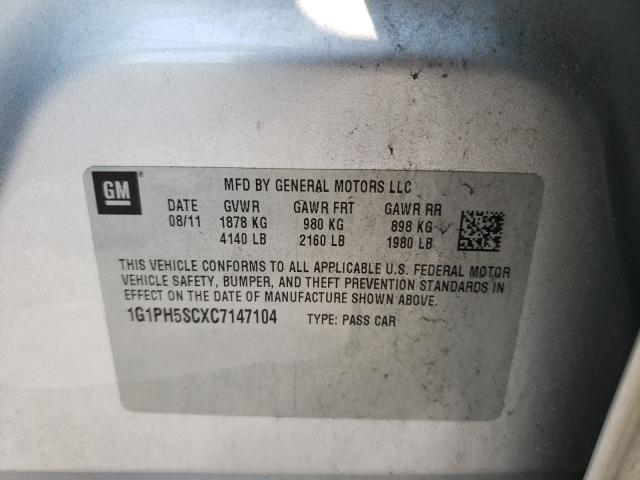 GM ®
MFD BY GENERAL MOTORS LLC
DATE GVWR GAWR FRT GAWR RR
08/11 1878 KG 980 KG 898 KG
4140 LB 2160 LB 1980 LB
THIS VEHICLE CONFORMS TO ALL APPLICABLE U.S. FEDERAL MOTOR
VEHICLE SAFETY, BUMPER, AND THEFT PREVENTION STANDARDS IN
EFFECT ON THE DATE OF MANUFACTURE SHOWN ABOVE.
1G1PH5SCXC7147104 TYPE: PASS CAR